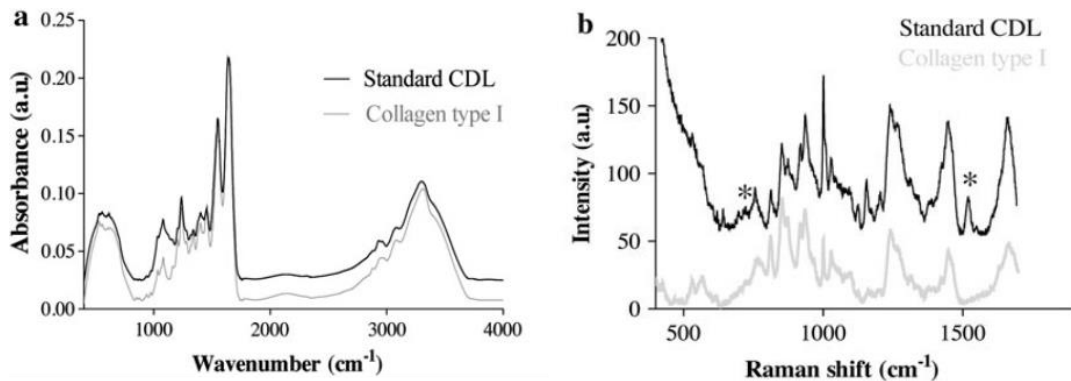 a
0.25
0.20
0.15
0.10
0.05
0.00
Absorbance (a.u.)
Standard CDL
Collagen type I
1000 2000 3000 4000
Wavenumber (cm⁻¹)
b
200
150
100
50
0
Intensity (a.u)
Standard CDL
Collagen type I
*
*
500 1000 1500
Raman shift (cm⁻¹)